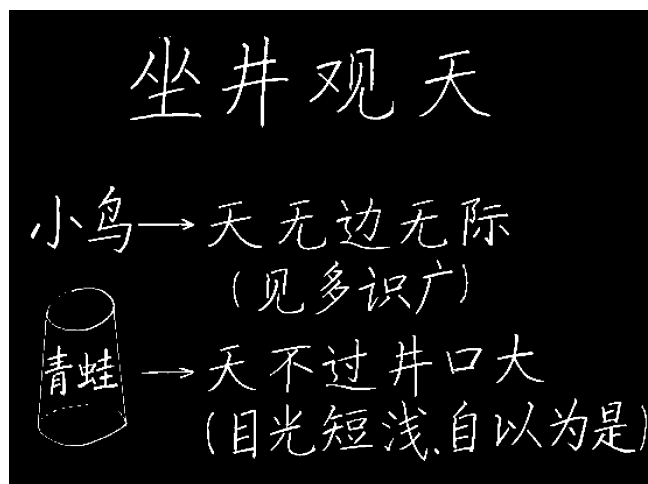 坐井观天
小鸟→天无边无际
(见多识广)
青蛙→天不过井口大
(目光短浅.自以为是)